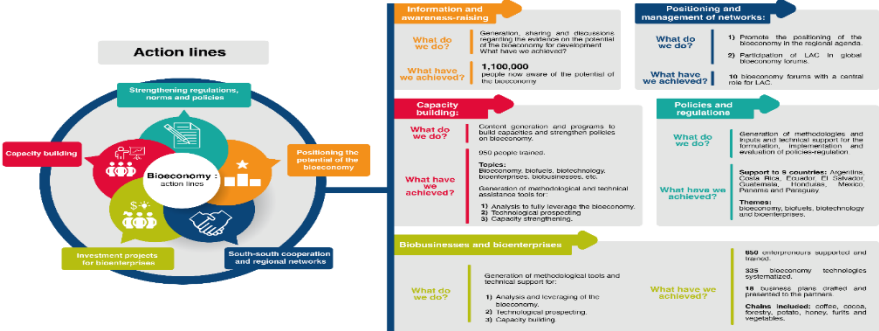 Action lines
Strengthening regulations,
norms and policies
Capacity building
Positioning the
potential of the
bioeconomy
Bioeconomy :
action lines
Investment projects
for bioenterprises
South-south cooperation
and regional networks
Information and
awareness-raising
What do
we do?
Generation, sharing and discussions
regarding the evidence on the potential
of the bioeconomy for development
What have we achieved?
What have
we achieved?
1,100,000
people now aware of the potential of
the bioeconomy
Positioning and
management of networks:
What do
we do?
1) Promote the positioning of the
bioeconomy in the regional agenda.
2) Participation of LAC in global
bioeconomy forums.
What have
we achieved?
10 bioeconomy forums with a central
role for LAC.
Capacity
building:
What do
we do?
Content generation and programs to
build capacities and strengthen policies
on bioeconomy.
What have
we
achieved?
950 people trained.
Topics:
Bioeconomy, biofuels, biotechnology,
bioenterprises, biobusinesses, etc.
Generation of methodological and technical
assistance tools for:
1) Analysis to fully leverage the bioeconomy.
2) Technological prospecting
3) Capacity strengthening.
Policies and
regulations
What do
we do?
Generation of methodologies and
inputs and technical support for the
formulation, implementation and
evaluation of policies-regulation.
What have we
achieved?
Support to 9 countries: Argentina,
Costa Rica, Ecuador, El Salvador,
Guatemala, Honduras, Mexico,
Panama and Paraguay
Themes:
bioeconomy, biofuels, biotechnology
and bioenterprises.
Biobusinesses and bioenterprises
What do
we do?
Generation of methodological tools and
technical support for:
1) Analysis and leveraging of the
bioeconomy.
2) Technological prospecting.
3) Capacity building.
What have we
achieved?
850 enterpreneurs supported and
trained.
335 bioeconomy technologies
systematized.
18 business plans drafted and
presented to the partners
Chains included: coffee, cocoa,
forestry, potato, honey, furits and
vegetables.